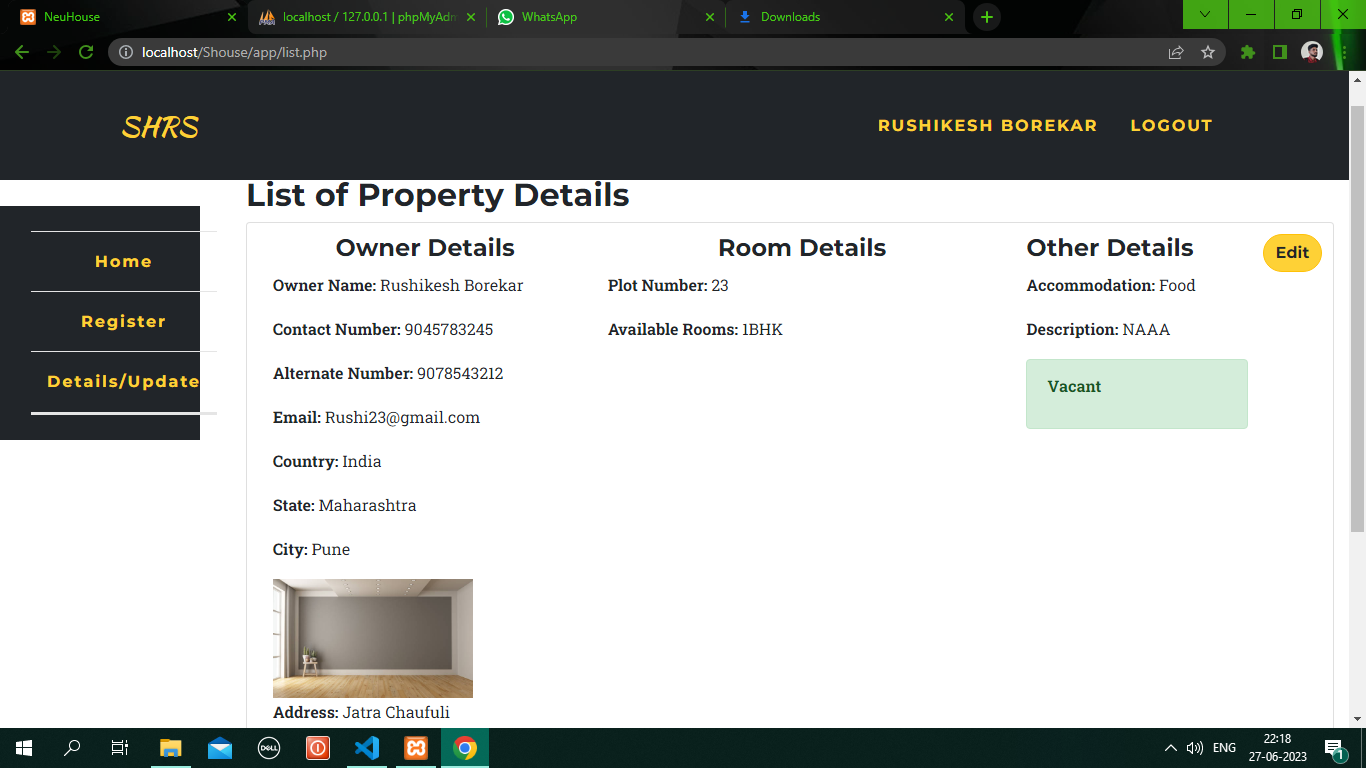 NeuHouse
localhost / 127.0.0.1 | phpMyAdm
WhatsApp
Downloads
localhost/Shouse/app/list.php
SHRS
RUSHIKESH BOREKAR
LOGOUT
List of Property Details
Home
Register
Details/Update
Owner Details
Owner Name: Rushikesh Borekar
Contact Number: 9045783245
Alternate Number: 9078543212
Email: Rushi23@gmail.com
Country: India
State: Maharashtra
City: Pune
Address: Jatra Chaufuli
Room Details
Plot Number: 23
Available Rooms: 1BHK
Other Details
Edit
Accommodation: Food
Description: NAAA
Vacant
DELL
ENG
22:18
27-06-2023
1